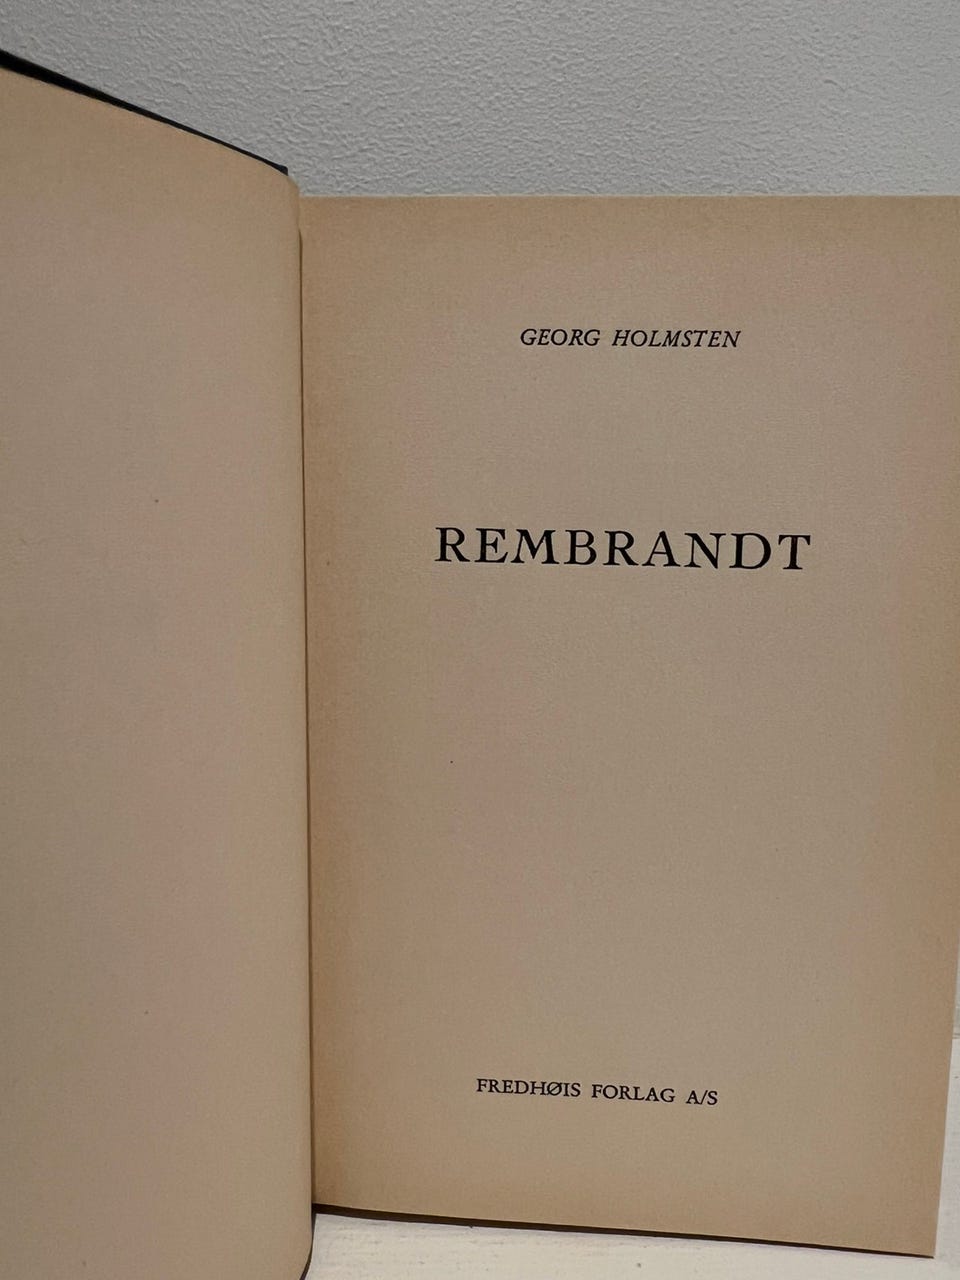 GEORG HOLMSTEN
REMBRANDT
FREDHØIS FORLAG A/S